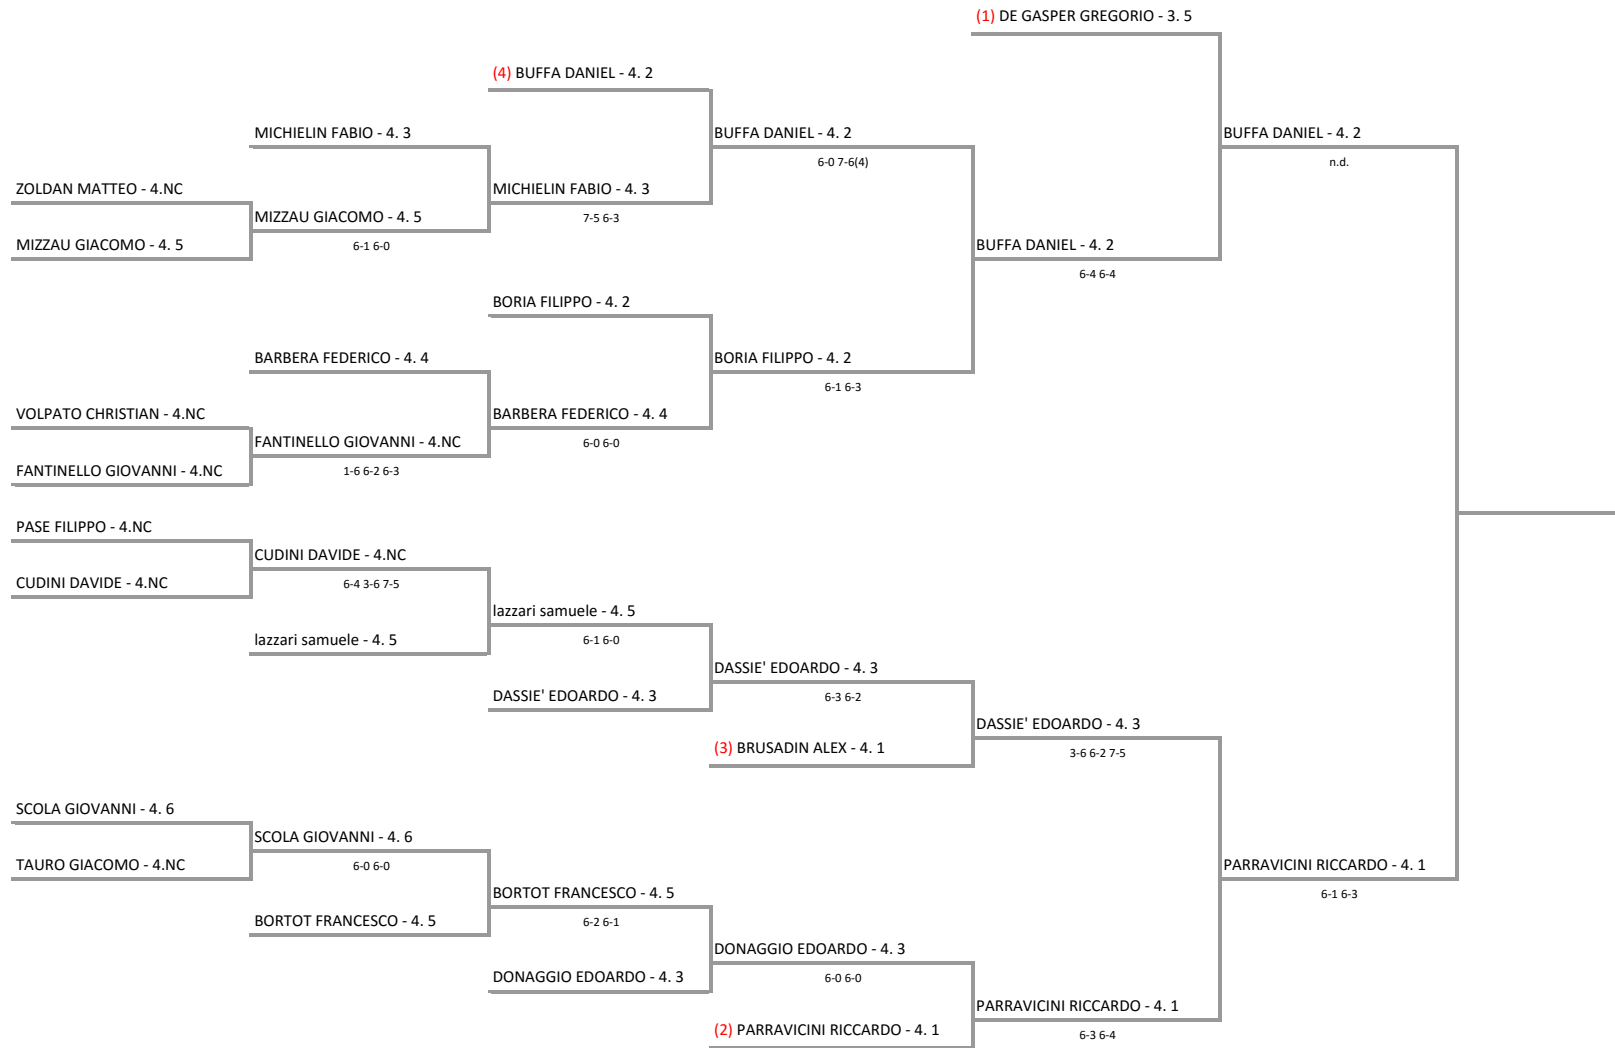 (1) DE GASPER GREGORIO - 3. 5
(4) BUFFA DANIEL - 4. 2
MICHIELIN FABIO - 4. 3
BUFFA DANIEL - 4. 2
BUFFA DANIEL - 4. 2
6-0 7-6(4)
n.d.
ZOLDAN MATTEO - 4.NC
MICHIELIN FABIO - 4. 3
MIZZAU GIACOMO - 4. 5
7-5 6-3
MIZZAU GIACOMO - 4. 5
6-1 6-0
BUFFA DANIEL - 4. 2
6-4 6-4
BORIA FILIPPO - 4. 2
BARBERA FEDERICO - 4. 4
BORIA FILIPPO - 4. 2
6-1 6-3
VOLPATO CHRISTIAN - 4.NC
BARBERA FEDERICO - 4. 4
FANTINELLO GIOVANNI - 4.NC
6-0 6-0
FANTINELLO GIOVANNI - 4.NC
1-6 6-2 6-3
PASE FILIPPO - 4.NC
CUDINI DAVIDE - 4.NC
CUDINI DAVIDE - 4.NC
6-4 3-6 7-5
lazzari samuele - 4. 5
lazzari samuele - 4. 5
6-1 6-0
DASSIE' EDOARDO - 4. 3
DASSIE' EDOARDO - 4. 3
6-3 6-2
DASSIE' EDOARDO - 4. 3
(3) BRUSADIN ALEX - 4. 1
3-6 6-2 7-5
SCOLA GIOVANNI - 4. 6
SCOLA GIOVANNI - 4. 6
TAURO GIACOMO - 4.NC
6-0 6-0
PARRAVICINI RICCARDO - 4. 1
6-1 6-3
BORTOT FRANCESCO - 4. 5
BORTOT FRANCESCO - 4. 5
6-2 6-1
DONAGGIO EDOARDO - 4. 3
DONAGGIO EDOARDO - 4. 3
6-0 6-0
PARRAVICINI RICCARDO - 4. 1
(2) PARRAVICINI RICCARDO - 4. 1
6-3 6-4